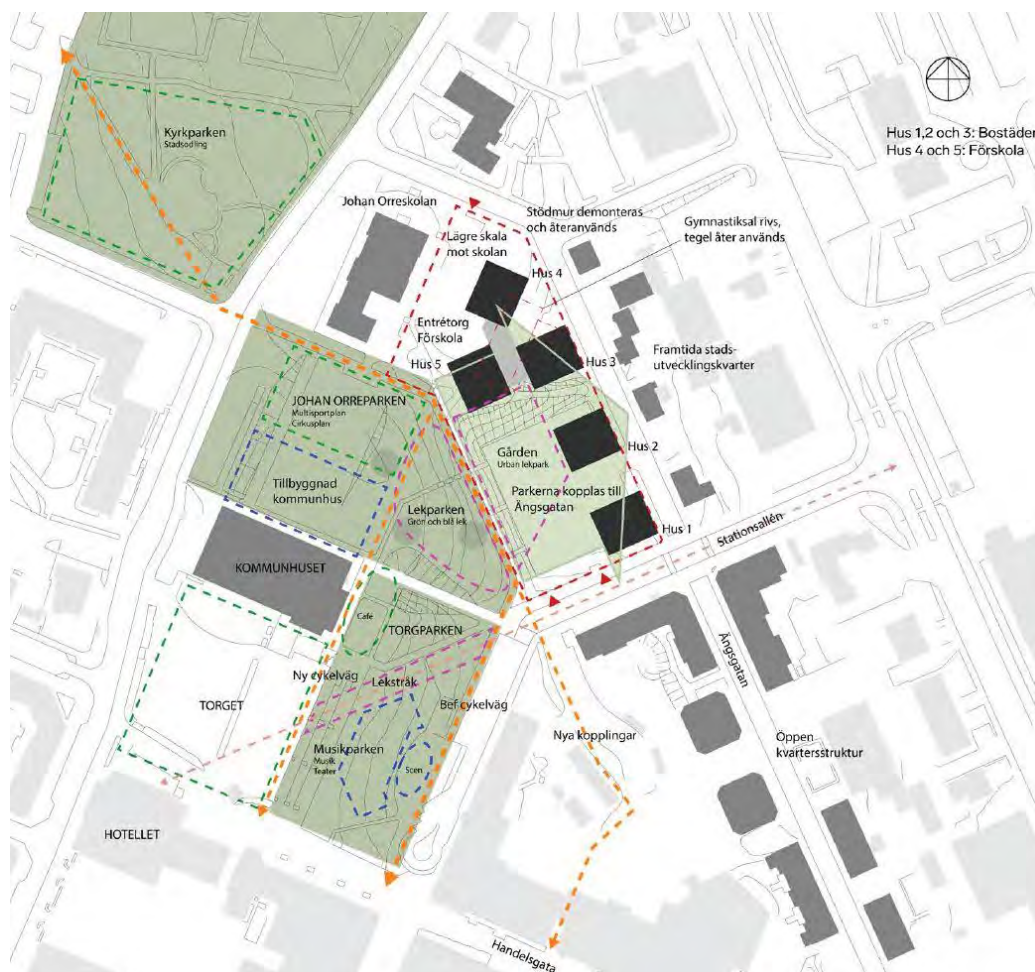 Kyrkparken
Stadsodling
Hus 1,2 och 3: Bostäder
Hus 4 och 5: Förskola
Johan Orreskolan
Stödmur demonteras
och återanvänds
Gymnastiksal rivs,
tegel åter används
Lägre skala
mot skolan
Hus 4
Entrétorg
Förskola
Hus 5
Hus 3
Framtida stads-
utvecklingskvarter
JOHAN ORREPARKEN
Multisportplan
Cirkusplan
Gården
Urban lekpark
Hus 2
Tillbyggnad
kommunhus
Lekparken
Grön och blå lek
Parkerna kopplas till
Ängsgatan
Hus 1
Stationsallén
KOMMUNHUSET
Café
TORGPARKEN
Ängsgatan
Ny cykelväg
Lekstråk
Bef cykelväg
TORGET
Nya kopplingar
Musikparken
Musik
Teater
Scen
Öppen
kvartersstruktur
HOTELLET
Handelsgata